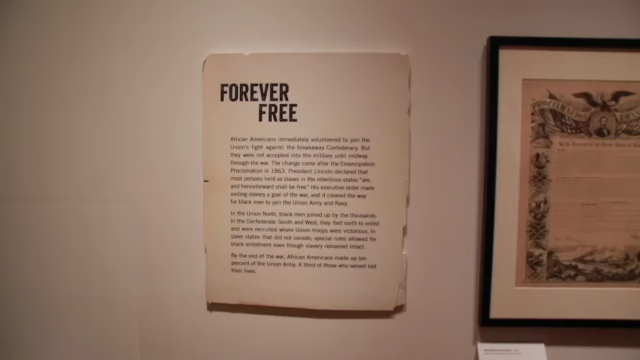 FOREVER
FREE
African Americans immediately volunteered to join the
Union's fight against the breakaway Confederacy. But
they were not accepted into the military until midway
through the war. The change came after the Emancipation
Proclamation in 1863. President Lincoln declared that
most persons held as slaves in the rebellious states "are,
and henceforward shall be free." His executive order made
ending slavery a goal of the war, and it cleared the way
for black men to join the Union Army and Navy.
In the Union North, black men joined up by the thousands.
In the Confederate South and West, they fled north to enlist
and were recruited where Union troops were victorious. In
slave states that did not secede, special rules allowed for
black enlistment even though slavery remained intact.
By the end of the war, African Americans made up ten
percent of the Union Army. A third of those who served lost
their lives.